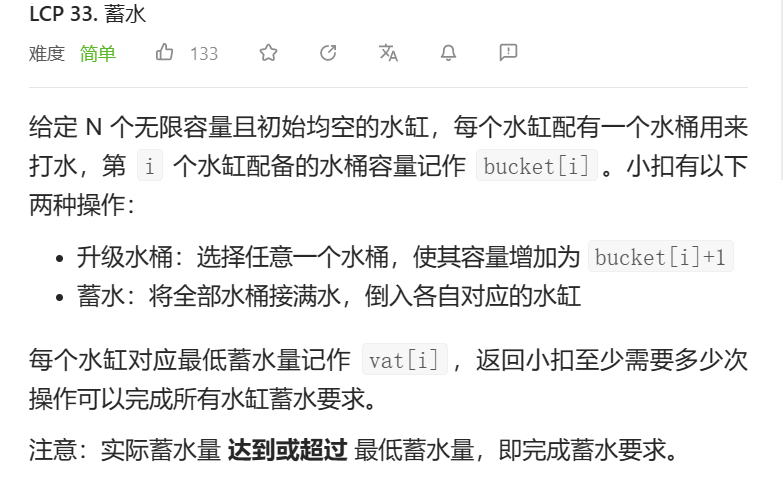 LCP 33. 蓄水
难度 简单 133
给定 N 个无限容量且初始均空的水缸，每个水缸配有一个水桶用来
打水，第 i 个水缸配备的水桶容量记作 bucket[i]。小扣有以下
两种操作：
• 升级水桶：选择任意一个水桶，使其容量增加为 bucket[i]+1
• 蓄水：将全部水桶接满水，倒入各自对应的水缸
每个水缸对应最低蓄水量记作 vat[i]，返回小扣至少需要多少次
操作可以完成所有水缸蓄水要求。
注意：实际蓄水量 达到或超过 最低蓄水量，即完成蓄水要求。